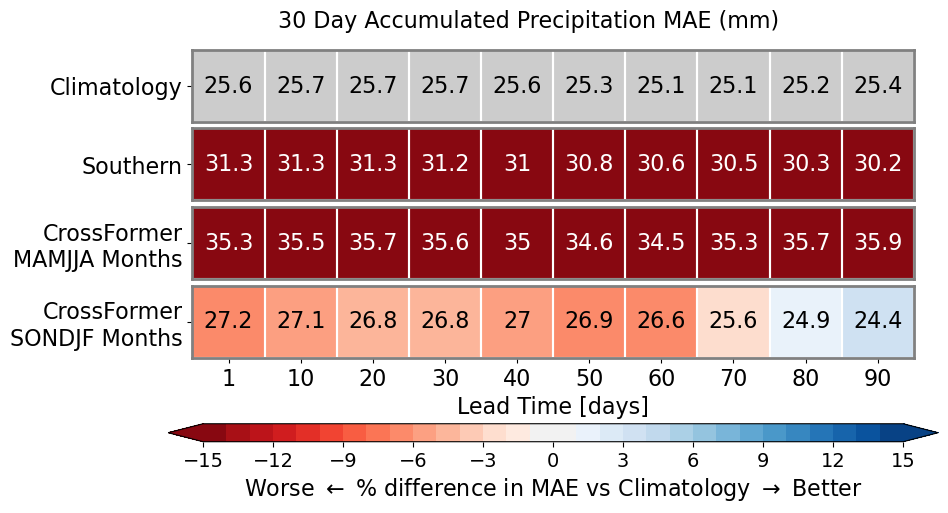 30 Day Accumulated Precipitation MAE (mm)
Climatology 25.6 25.7 25.7 25.7 25.6 25.3 25.1 25.1 25.2 25.4
Southern 31.3 31.3 31.3 31.2 31 30.8 30.6 30.5 30.3 30.2
CrossFormer
MAMJJA Months 35.3 35.5 35.7 35.6 35 34.6 34.5 35.3 35.7 35.9
CrossFormer
SONDJF Months 27.2 27.1 26.8 26.8 27 26.9 26.6 25.6 24.9 24.4
1 10 20 30 40 50 60 70 80 90
Lead Time [days]
−15 −12 −9 −6 −3 0 3 6 9 12 15
Worse ← % difference in MAE vs Climatology → Better